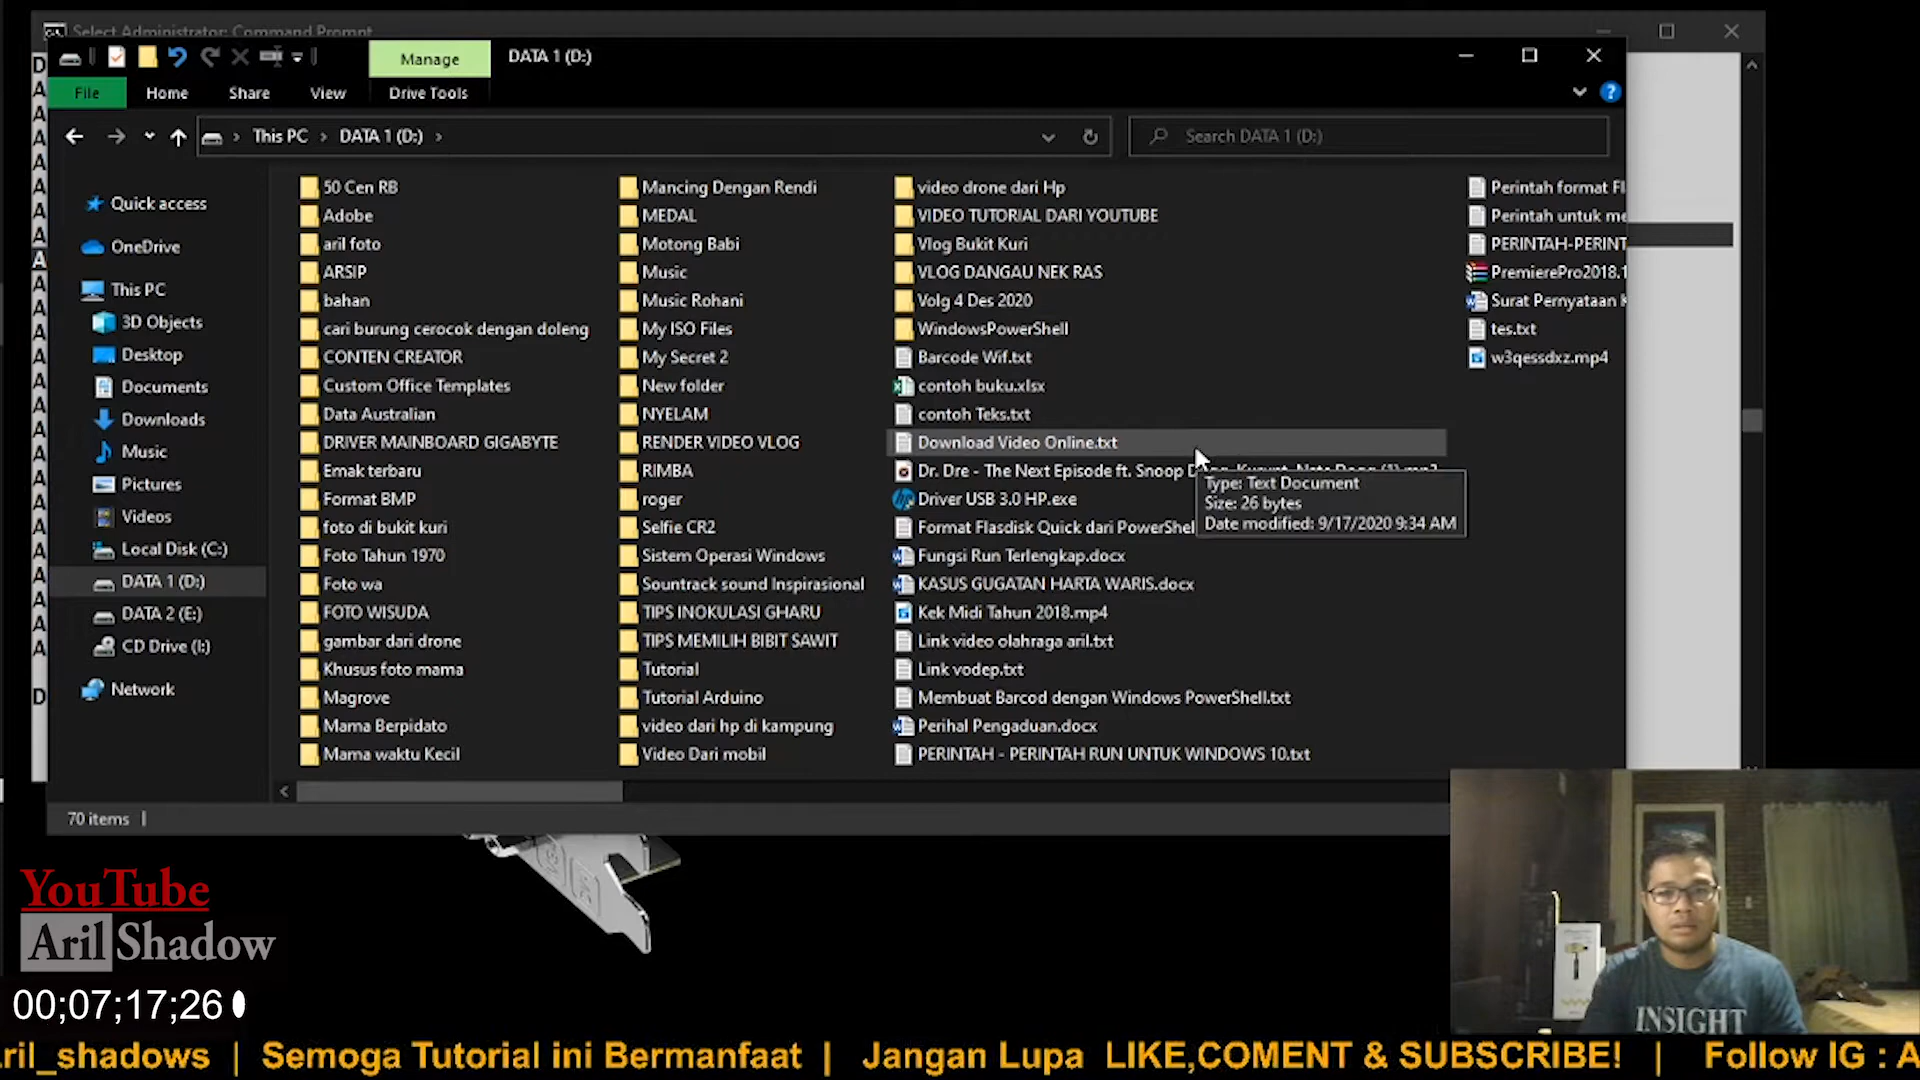 Select Administrator: Command Prompt
Manage
DATA 1 (D:)
File
Home
Share
View
Drive Tools
This PC
DATA 1 (D:)
Search DATA 1 (D:)
Quick access
OneDrive
This PC
3D Objects
Desktop
Documents
Downloads
Music
Pictures
Videos
Local Disk (C:)
DATA 1 (D:)
DATA 2 (E:)
CD Drive (I:)
Network
50 Cen RB
Adobe
aril foto
ARSIP
bahan
cari burung cerocok dengan doleng
CONTEN CREATOR
Custom Office Templates
Data Australian
DRIVER MAINBOARD GIGABYTE
Emak terbaru
Format BMP
foto di bukit kuri
Foto Tahun 1970
Foto wa
FOTO WISUDA
gambar dari drone
Khusus foto mama
Magrove
Mama Berpidato
Mama waktu Kecil
Mancing Dengan Rendi
MEDAL
Motong Babi
Music
Music Rohani
My ISO Files
My Secret 2
New folder
NYELAM
RENDER VIDEO VLOG
RIMBA
roger
Selfie CR2
Sistem Operasi Windows
Sountrack sound Inspirasional
TIPS INOKULASI GHARU
TIPS MEMILIH BIBIT SAWIT
Tutorial
Tutorial Arduino
video dari hp di kampung
Video Dari mobil
video drone dari Hp
VIDEO TUTORIAL DARI YOUTUBE
Vlog Bukit Kuri
VLOG DANGAU NEK RAS
Volg 4 Des 2020
WindowsPowerShell
Barcode Wif.txt
contoh buku.xlsx
contoh Teks.txt
Download Video Online.txt
Dr. Dre - The Next Episode ft. Snoop
Driver USB 3.0 HP.exe
Format Flasdisk Quick dari PowerShel
Fungsi Run Terlengkap.docx
KASUS GUGATAN HARTA WARIS.docx
Kek Midi Tahun 2018.mp4
Link video olahraga aril.txt
Link vodep.txt
Membuat Barcod dengan Windows PowerShell.txt
Perihal Pengaduan.docx
PERINTAH - PERINTAH RUN UNTUK WINDOWS 10.txt
Perintah format Fl
Perintah untuk me
PERINTAH-PERINT
PremierePro2018.1
Surat Pernyataan K
tes.txt
w3qessdxz.mp4
Type: Text Document
Size: 26 bytes
Date modified: 9/17/2020 9:34 AM
70 items
YouTube
Aril Shadow
00;07;17;26
INSIGHT
ril_shadows | Semoga Tutorial ini Bermanfaat | Jangan Lupa LIKE,COMENT & SUBSCRIBE! | Follow IG : A